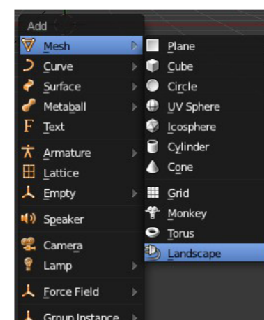 Add
Mesh
Curve
Surface
Metaball
Text
Armature
Lattice
Empty
Speaker
Camera
Lamp
Force Field
Group Instance
Plane
Cube
Circle
UV Sphere
Icosphere
Cylinder
Cone
Grid
Monkey
Torus
Landscape